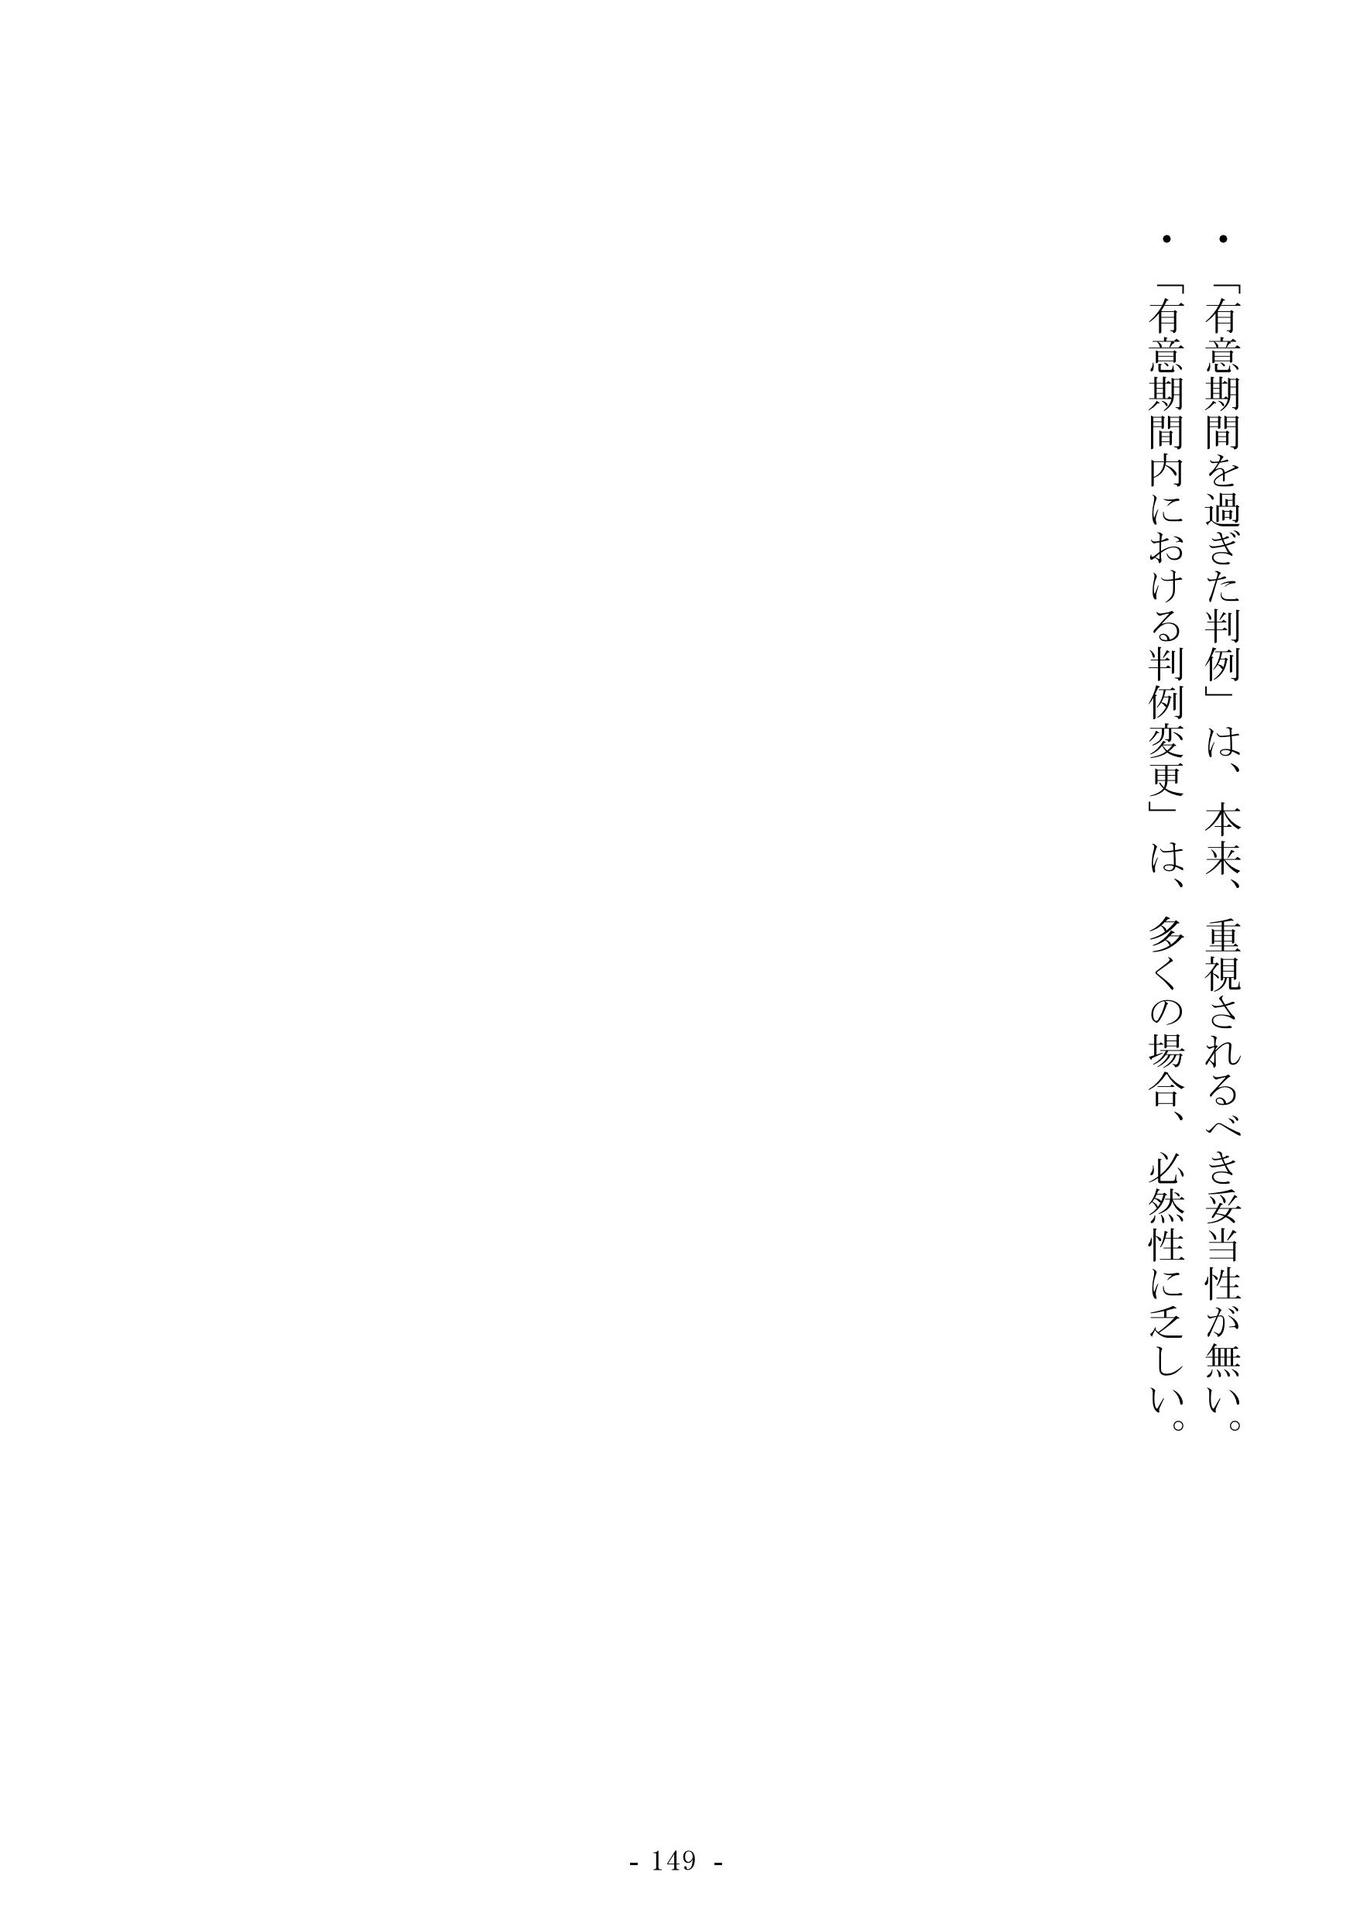 ・「有意期間を過ぎた判例」は、本来、重視されるべき妥当性が無い。
・「有意期間内における判例変更」は、多くの場合、必然性に乏しい。
- 149 -